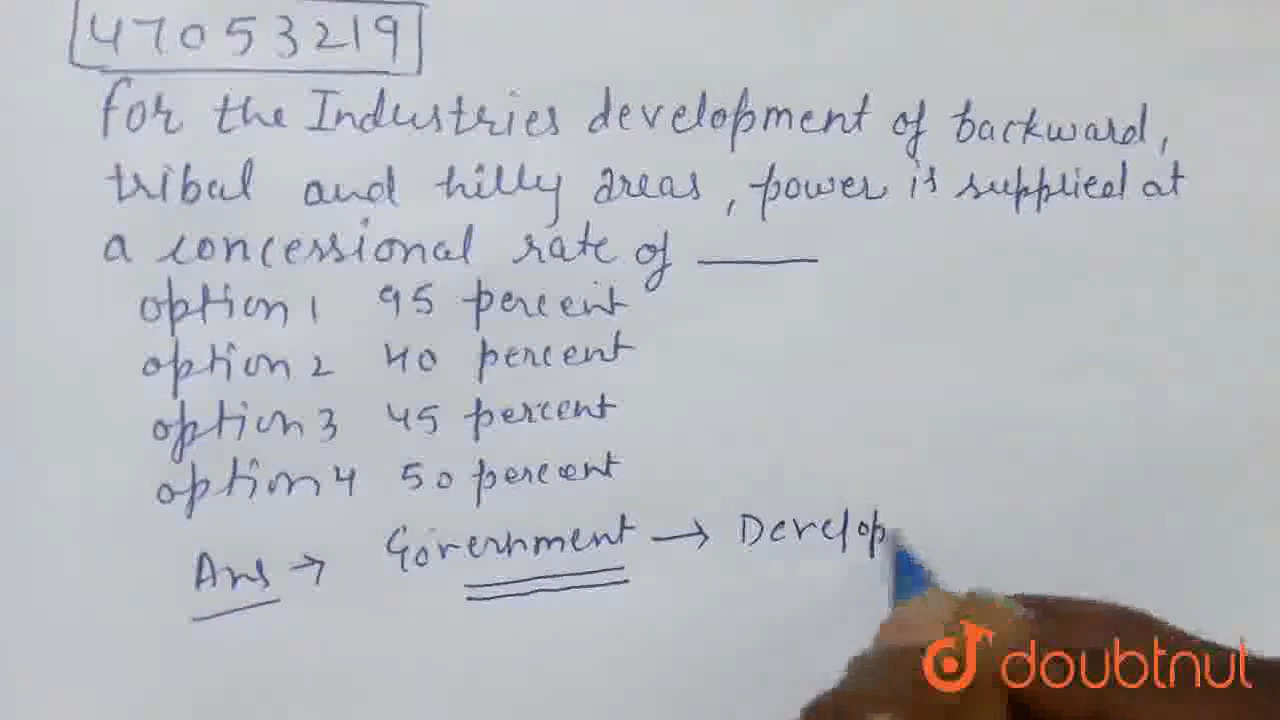 47053219
for the Industries development of backward,
tribal and hilly areas, power is supplied at
a concessional rate of ____
option 1 95 percent
option 2 40 percent
option 3 45 percent
option 4 50 percent
Ans → Government → Develop
doubtnut